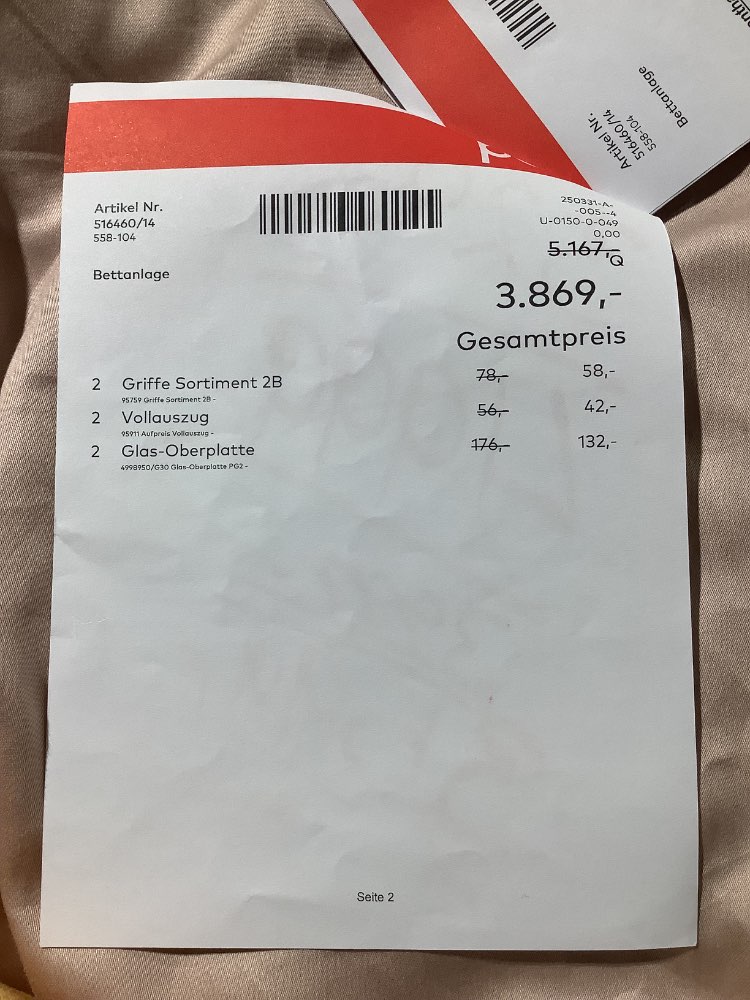 Artikel Nr.
516460/14
558-104
Bettanlage
Artikel Nr.
516460/14
558-104
250331-A-
-005--4
U-0150-0-049
0,00
5.167,-
Q
Bettanlage
3.869,-
Gesamtpreis
2 Griffe Sortiment 2B 78,- 58,-
95759 Griffe Sortiment 2B -
2 Vollauszug 56,- 42,-
95911 Aufpreis Vollauszug -
2 Glas-Oberplatte 176,- 132,-
4998950/G30 Glas-Oberplatte PG2 -
Seite 2